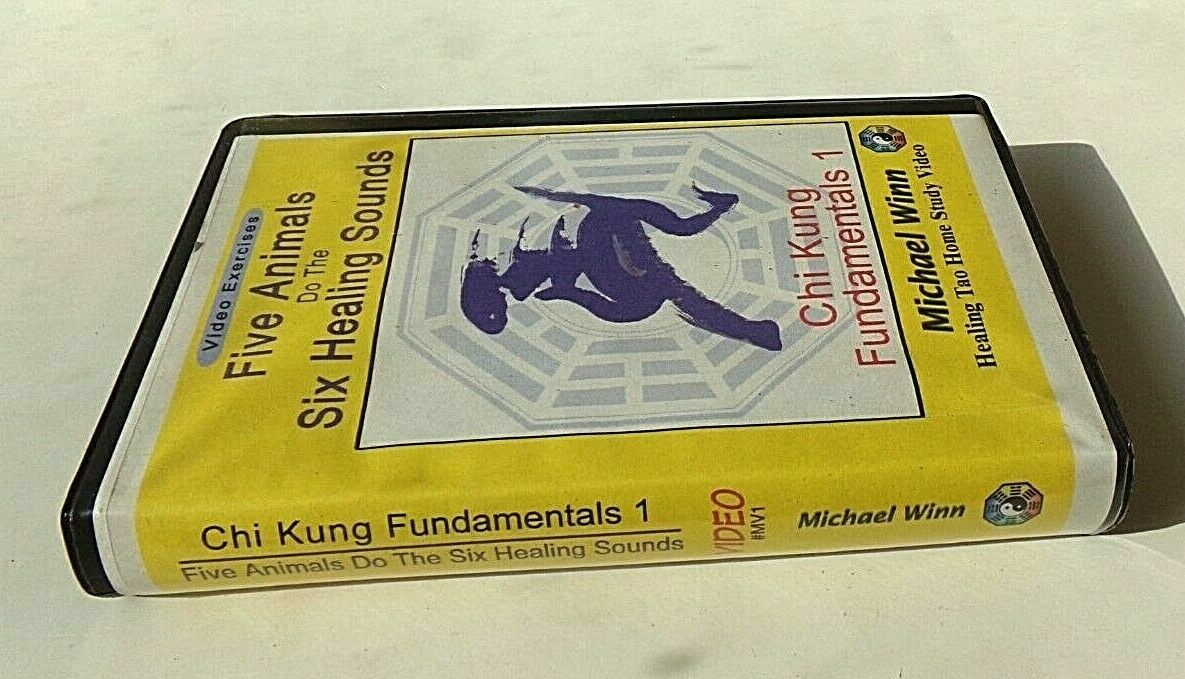 Video Exercises
Five Animals
Do The
Six Healing Sounds
Chi Kung
Fundamentals 1
Michael Winn
Healing Tao Home Study Video
Chi Kung Fundamentals 1
Five Animals Do The Six Healing Sounds
VIDEO
#MV1
Michael Winn